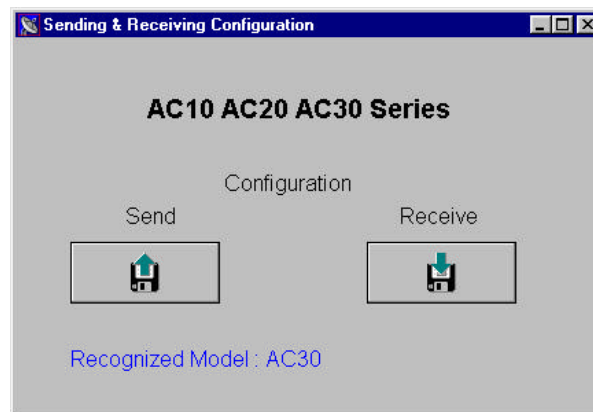 Sending & Receiving Configuration
AC10 AC20 AC30 Series
Configuration
Send Receive
Recognized Model : AC30